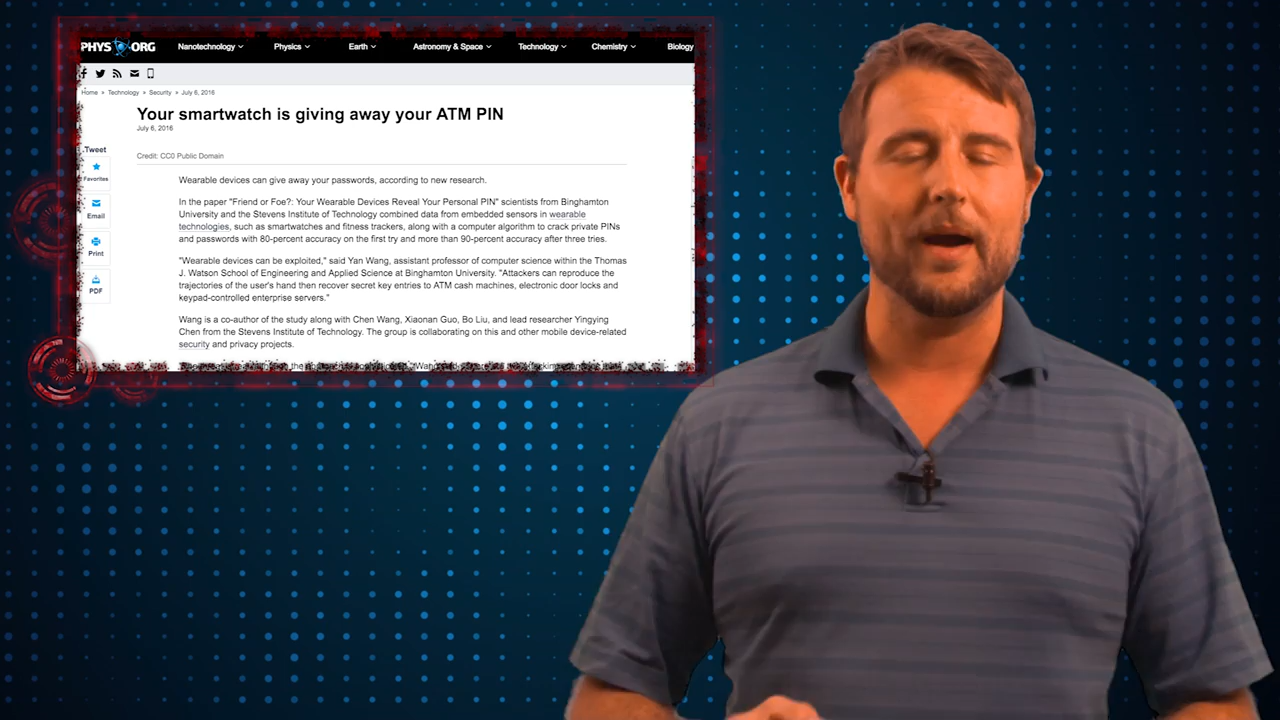 PHYS ORG
Nanotechnology Physics Earth Astronomy & Space Technology Chemistry Biology
Home » Technology » Security » July 6, 2016
Your smartwatch is giving away your ATM PIN
July 6, 2016
Tweet
Favorites
Email
Print
PDF
Credit: CC0 Public Domain
Wearable devices can give away your passwords, according to new research.
In the paper "Friend or Foe?: Your Wearable Devices Reveal Your Personal PIN" scientists from Binghamton
University and the Stevens Institute of Technology combined data from embedded sensors in wearable
technologies, such as smartwatches and fitness trackers, along with a computer algorithm to crack private PINs
and passwords with 80-percent accuracy on the first try and more than 90-percent accuracy after three tries.
"Wearable devices can be exploited," said Yan Wang, assistant professor of computer science within the Thomas
J. Watson School of Engineering and Applied Science at Binghamton University. "Attackers can reproduce the
trajectories of the user's hand then recover secret key entries to ATM cash machines, electronic door locks and
keypad-controlled enterprise servers."
Wang is a co-author of the study along with Chen Wang, Xiaonan Guo, Bo Liu, and lead researcher Yingying
Chen from the Stevens Institute of Technology. The group is collaborating on this and other mobile device-related
security and privacy projects.